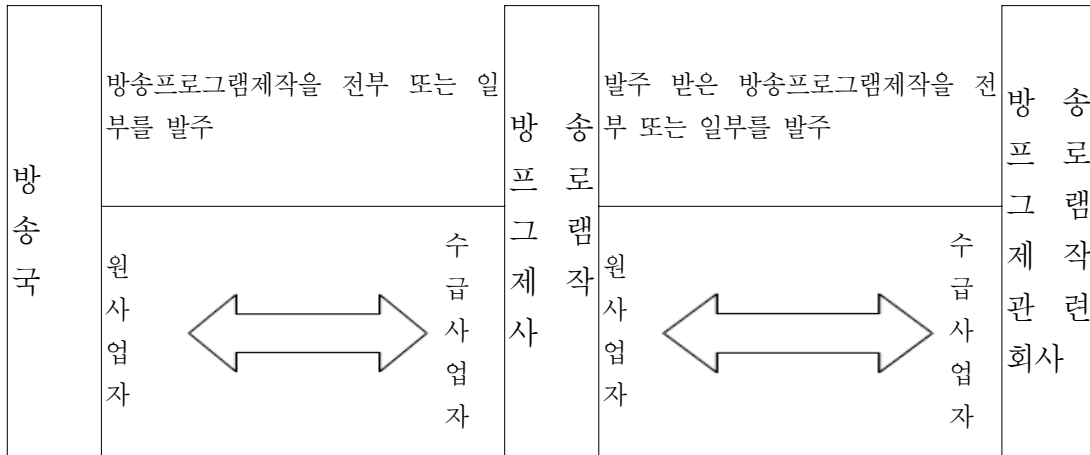 방
송
국
방송프로그램제작을 전부 또는 일
부를 발주
원
사
업
자
수
급
사
업
자
방 송
프 로
그 램
제 작
사
발주 받은 방송프로그램제작을 전
부 또는 일부를 발주
원
사
업
자
수
급
사
업
자
방 송
프 로
그 램
제 작
관 련
회사